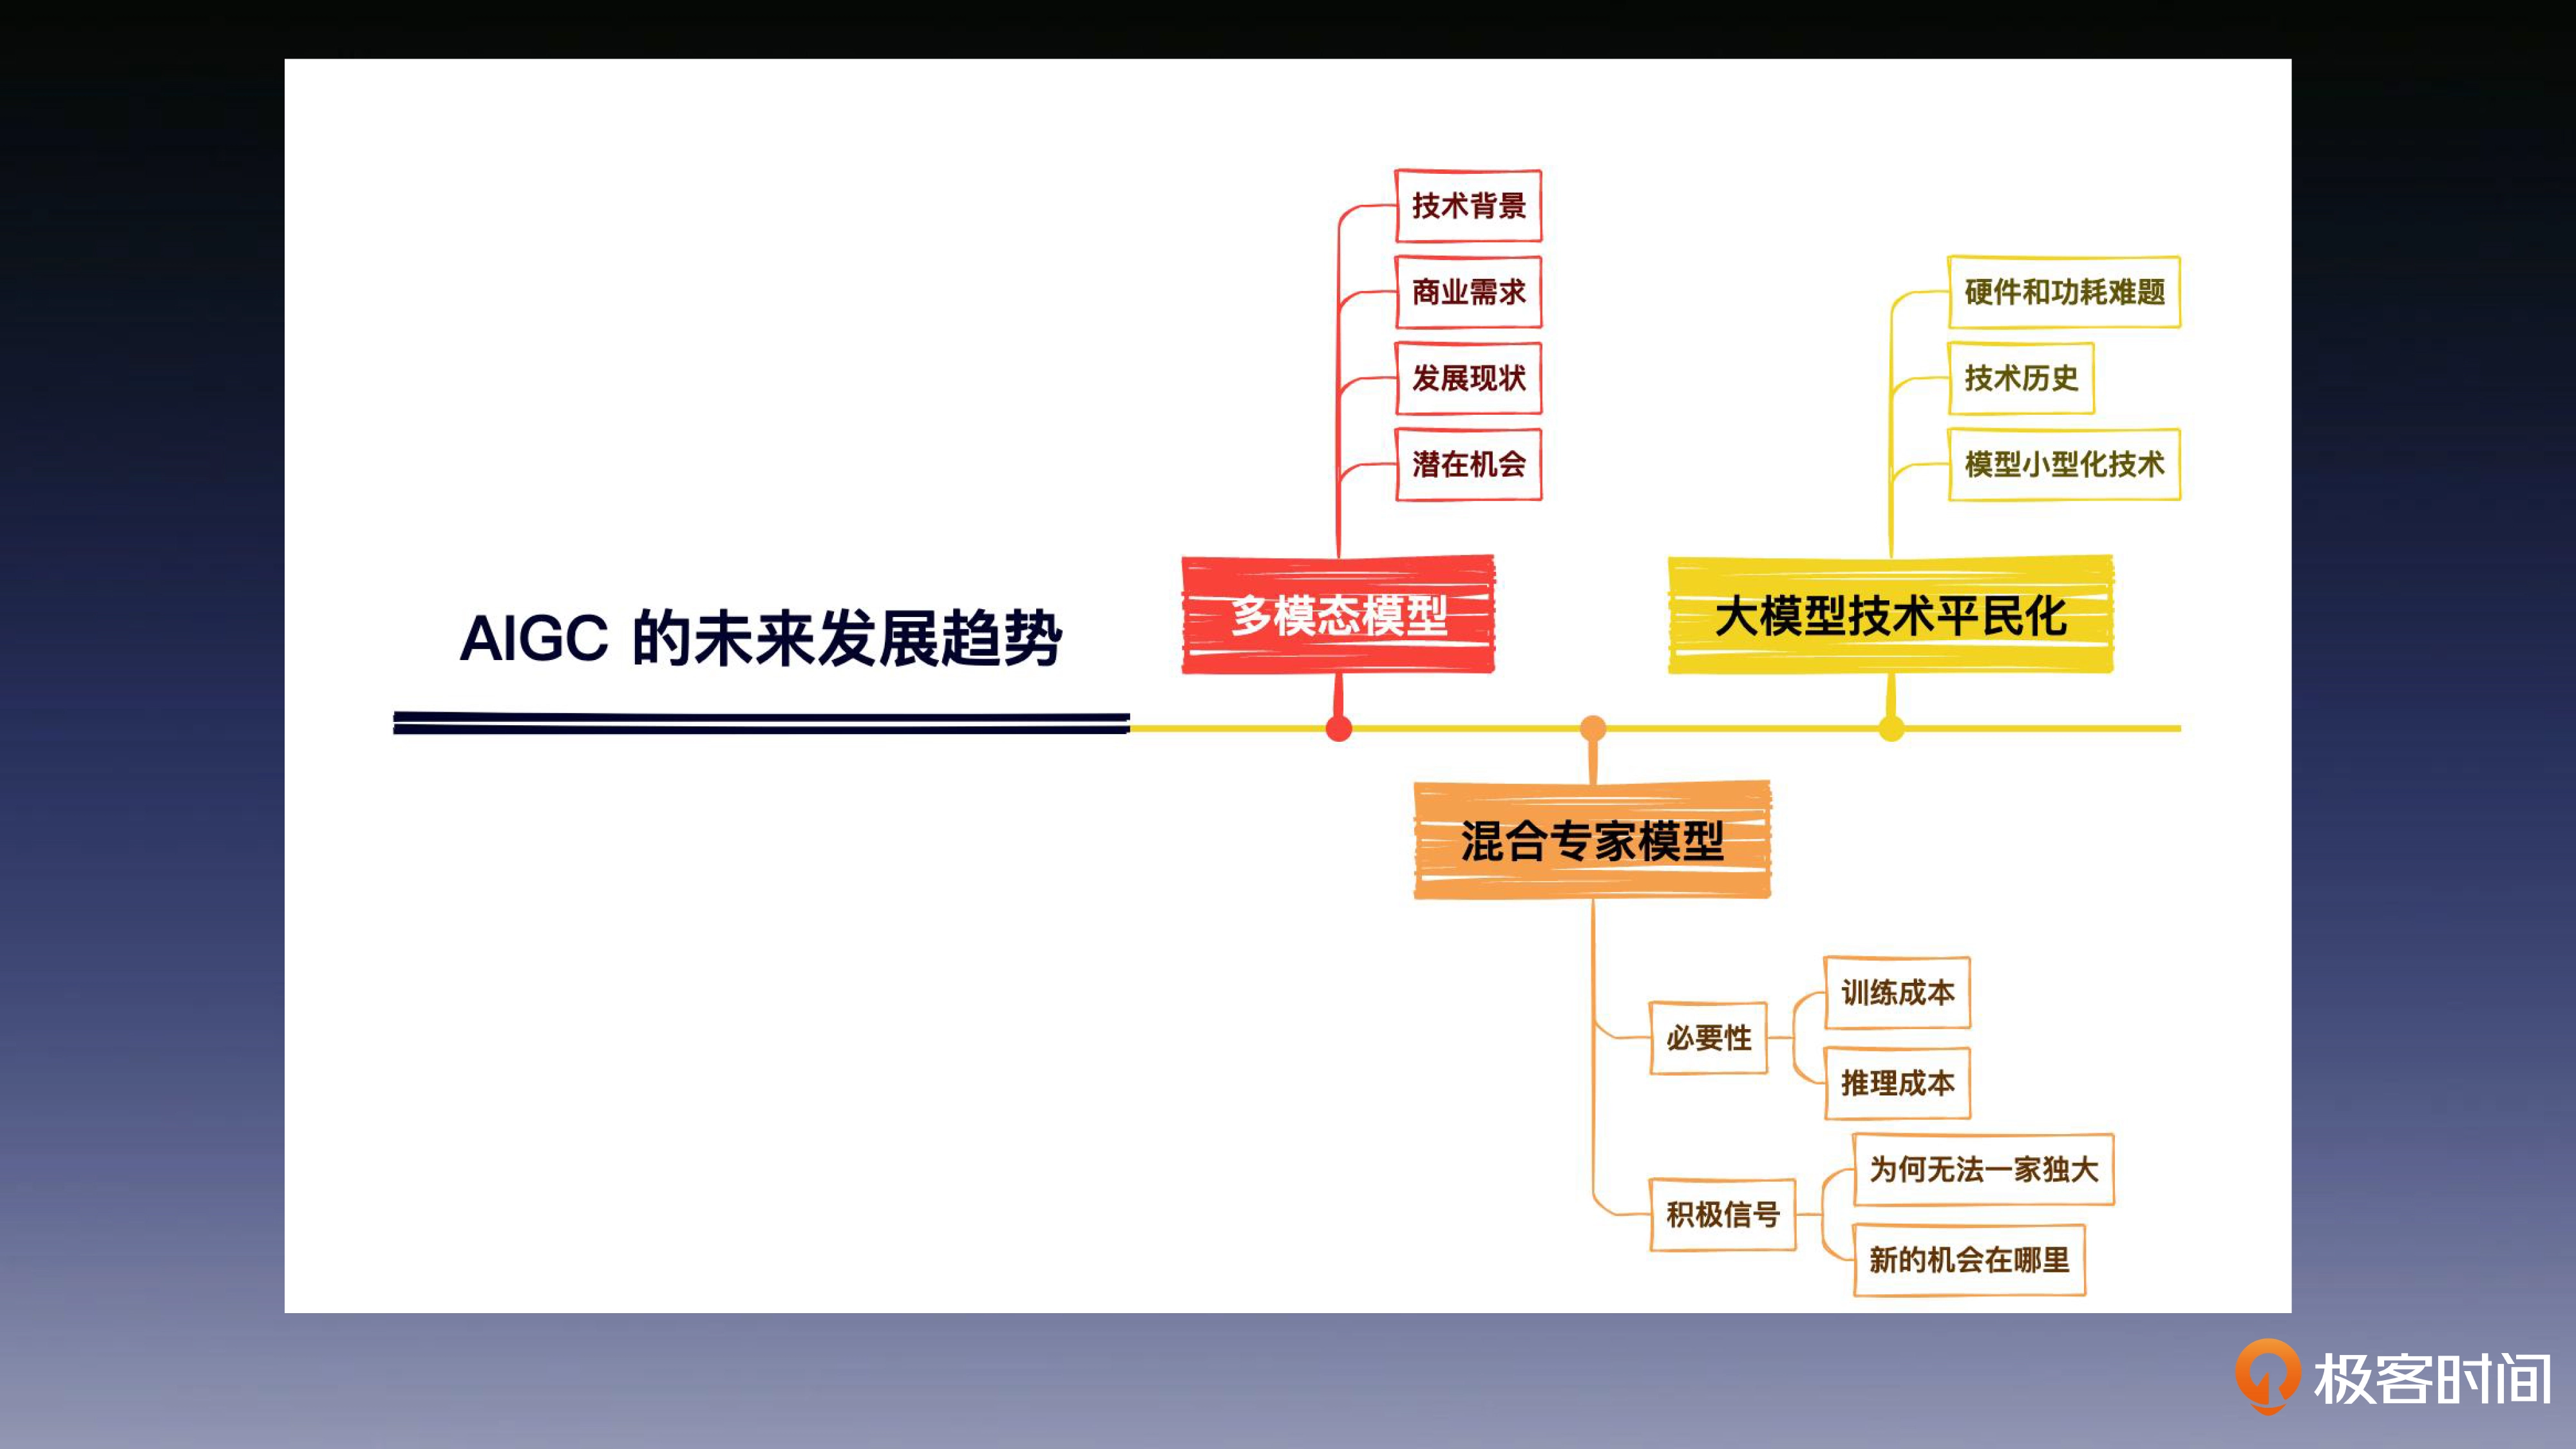 AIGC 的未来发展趋势
多模态模型
技术背景
商业需求
发展现状
潜在机会
混合专家模型
必要性
训练成本
推理成本
积极信号
为何无法一家独大
新的机会在哪里
大模型技术平民化
硬件和功耗难题
技术历史
模型小型化技术
极客时间